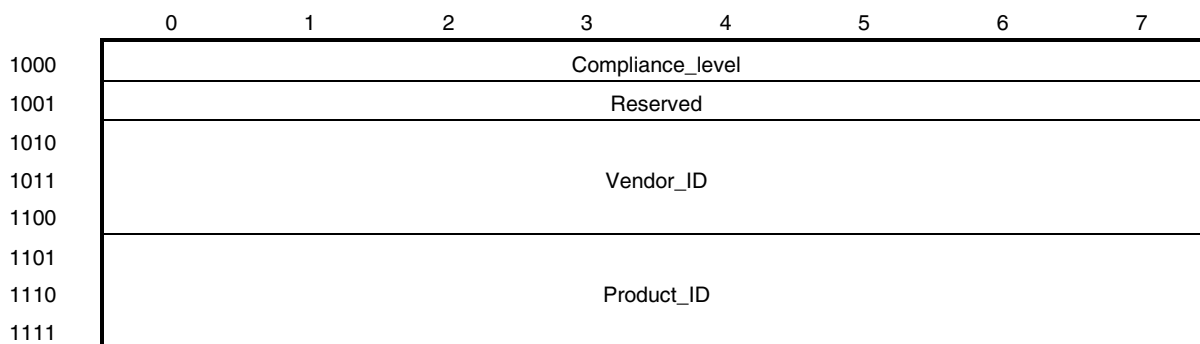 0 1 2 3 4 5 6 7
1000 Compliance_level
1001 Reserved
1010
1011 Vendor_ID
1100
1101
1110 Product_ID
1111